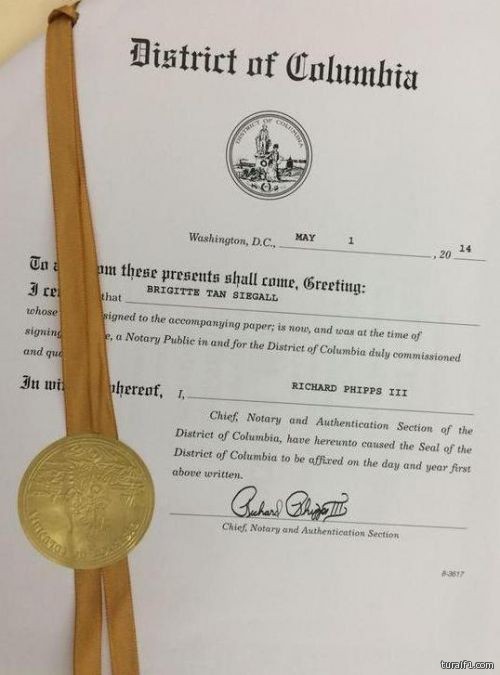 District of Columbia
DISTRICT OF COLUMBIA
Washington, D.C., MAY 1, 20 14
To om these presents shall come, Greeting:
I ce that BRIGITTE TAN SIEGALL
whose signed to the accompanying paper; is now, and was at the time of
signing e, a Notary Public in and for the District of Columbia duly commissioned
and qu
In wi hereof, I, RICHARD PHIPPS III
Chief, Notary and Authentication Section of the
District of Columbia, have hereunto caused the Seal of the
District of Columbia to be affixed on the day and year first
above written.
Richard Phipps III
Chief, Notary and Authentication Section
8-3617
turaif1.com